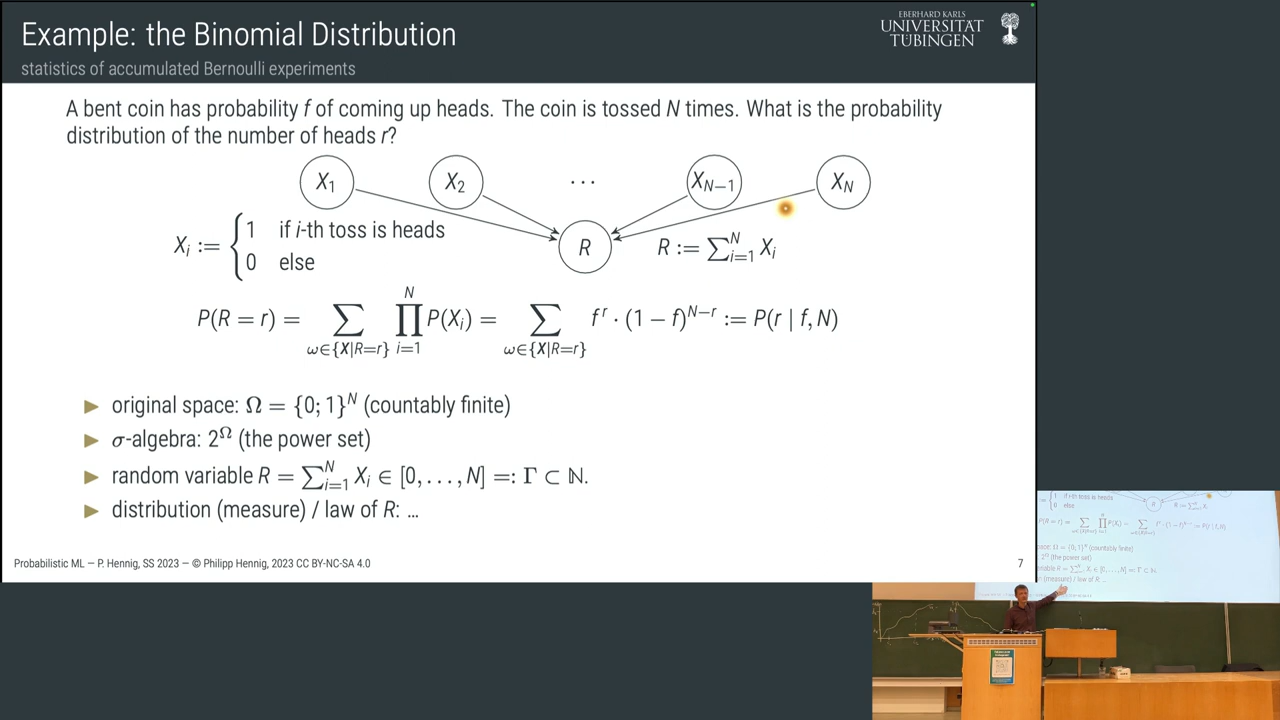 Example: the Binomial Distribution
statistics of accumulated Bernoulli experiments
EBERHARD KARLS
UNIVERSITÄT
TÜBINGEN
A bent coin has probability f of coming up heads. The coin is tossed N times. What is the probability
distribution of the number of heads r?
X₁ X₂ ⋯ X_{N−1} X_N
X_i := { 1 if i-th toss is heads
0 else
R R := ∑_{i=1}^{N} X_i
P(R = r) = ∑_{ω∈{X|R=r}} ∏_{i=1}^{N} P(X_i) = ∑_{ω∈{X|R=r}} f^r · (1 − f)^{N−r} := P(r | f, N)
▶ original space: Ω = {0; 1}^N (countably finite)
▶ σ-algebra: 2^Ω (the power set)
▶ random variable R = ∑_{i=1}^{N} X_i ∈ [0, …, N] =: Γ ⊂ ℕ.
▶ distribution (measure) / law of R: …
Probabilistic ML — P. Hennig, SS 2023 — © Philipp Hennig, 2023 CC BY-NC-SA 4.0
7